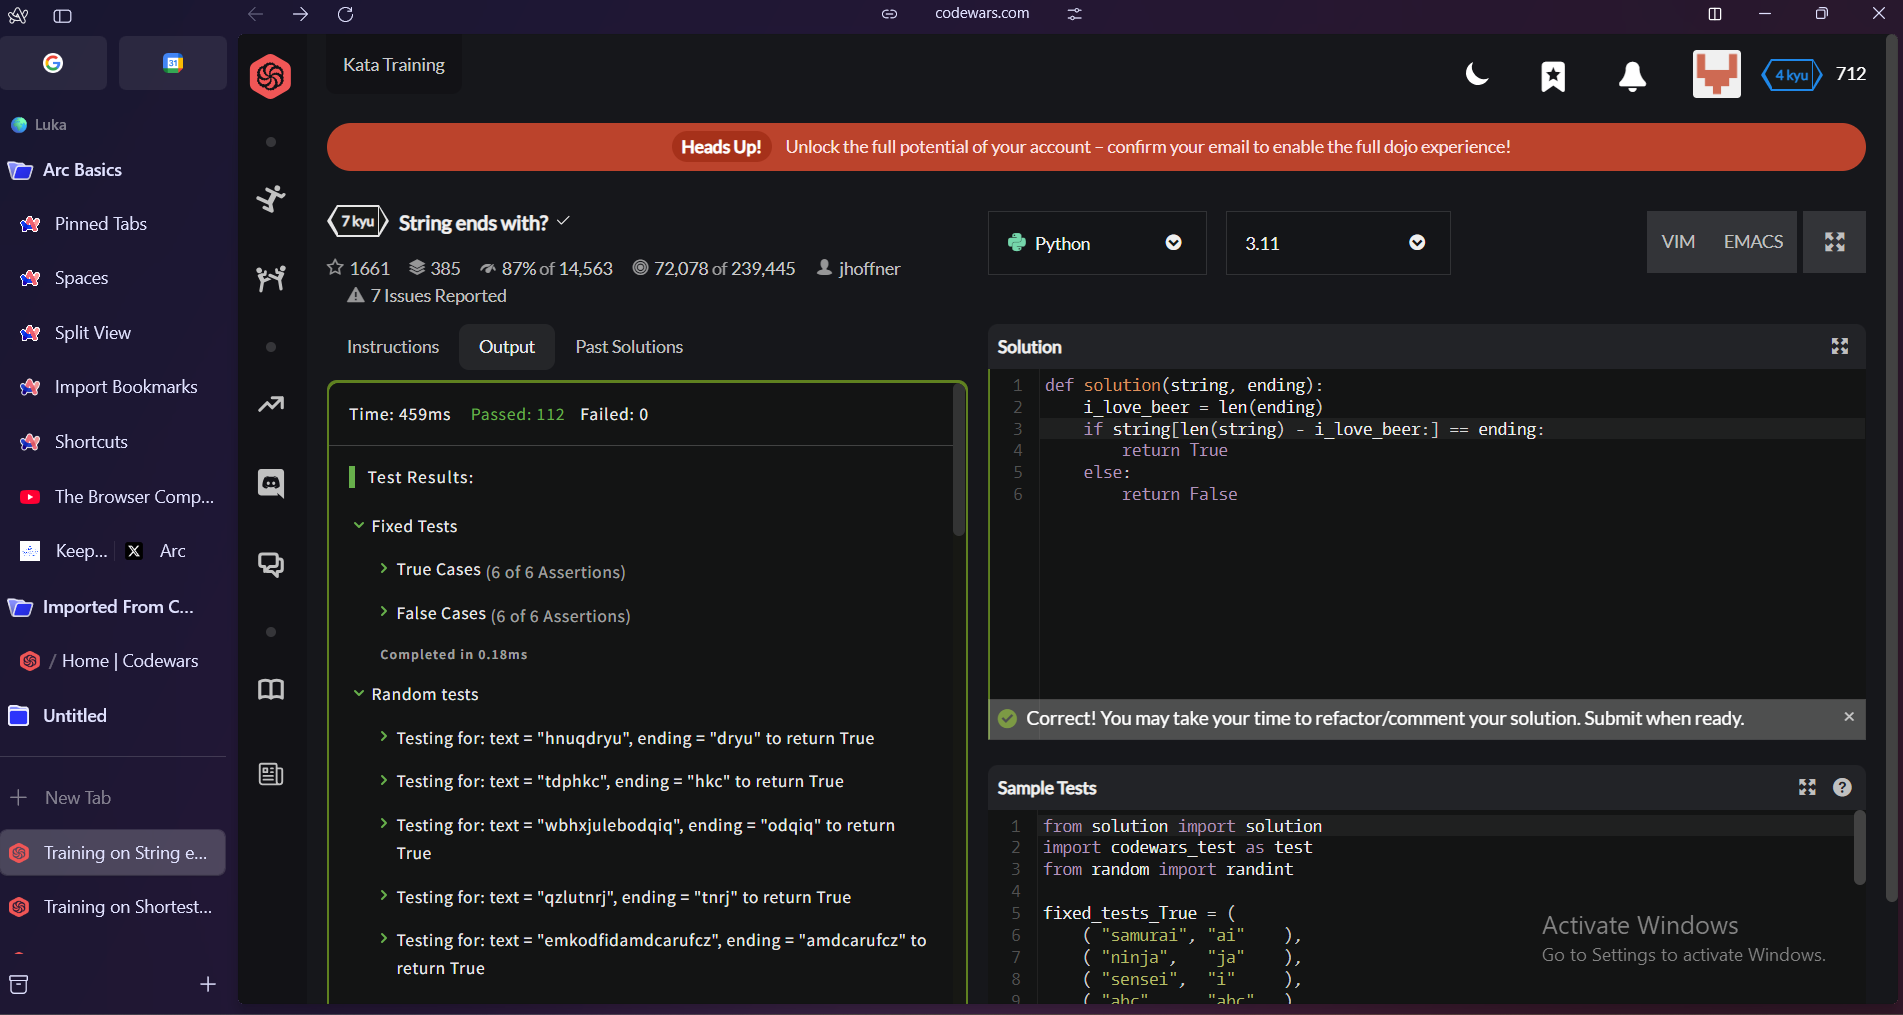 codewars.com
31
Luka
Arc Basics
Pinned Tabs
Spaces
Split View
Import Bookmarks
Shortcuts
The Browser Comp...
Keep... X Arc
Imported From C...
/ Home | Codewars
Untitled
+ New Tab
Training on String e...
Training on Shortest...
Kata Training
4 kyu 712
Heads Up! Unlock the full potential of your account – confirm your email to enable the full dojo experience!
7 kyu String ends with?
1661 385 87% of 14,563 72,078 of 239,445 jhoffner
7 Issues Reported
Python
3.11
VIM EMACS
Instructions Output Past Solutions
Time: 459ms Passed: 112 Failed: 0
Test Results:
Fixed Tests
True Cases (6 of 6 Assertions)
False Cases (6 of 6 Assertions)
Completed in 0.18ms
Random tests
Testing for: text = "hnuqdryu", ending = "dryu" to return True
Testing for: text = "tdphkc", ending = "hkc" to return True
Testing for: text = "wbhxjulebodqiq", ending = "odqiq" to return
True
Testing for: text = "qzlutnrj", ending = "tnrj" to return True
Testing for: text = "emkodfidamdcarufcz", ending = "amdcarufcz" to
return True
Solution
1 def solution(string, ending):
2 i_love_beer = len(ending)
3 if string[len(string) - i_love_beer:] == ending:
4 return True
5 else:
6 return False
Correct! You may take your time to refactor/comment your solution. Submit when ready.
Sample Tests
1 from solution import solution
2 import codewars_test as test
3 from random import randint
4
5 fixed_tests_True = (
6 ( "samurai", "ai" ),
7 ( "ninja", "ja" ),
8 ( "sensei", "i" ),
9 ( "abc", "abc" )
Activate Windows
Go to Settings to activate Windows.